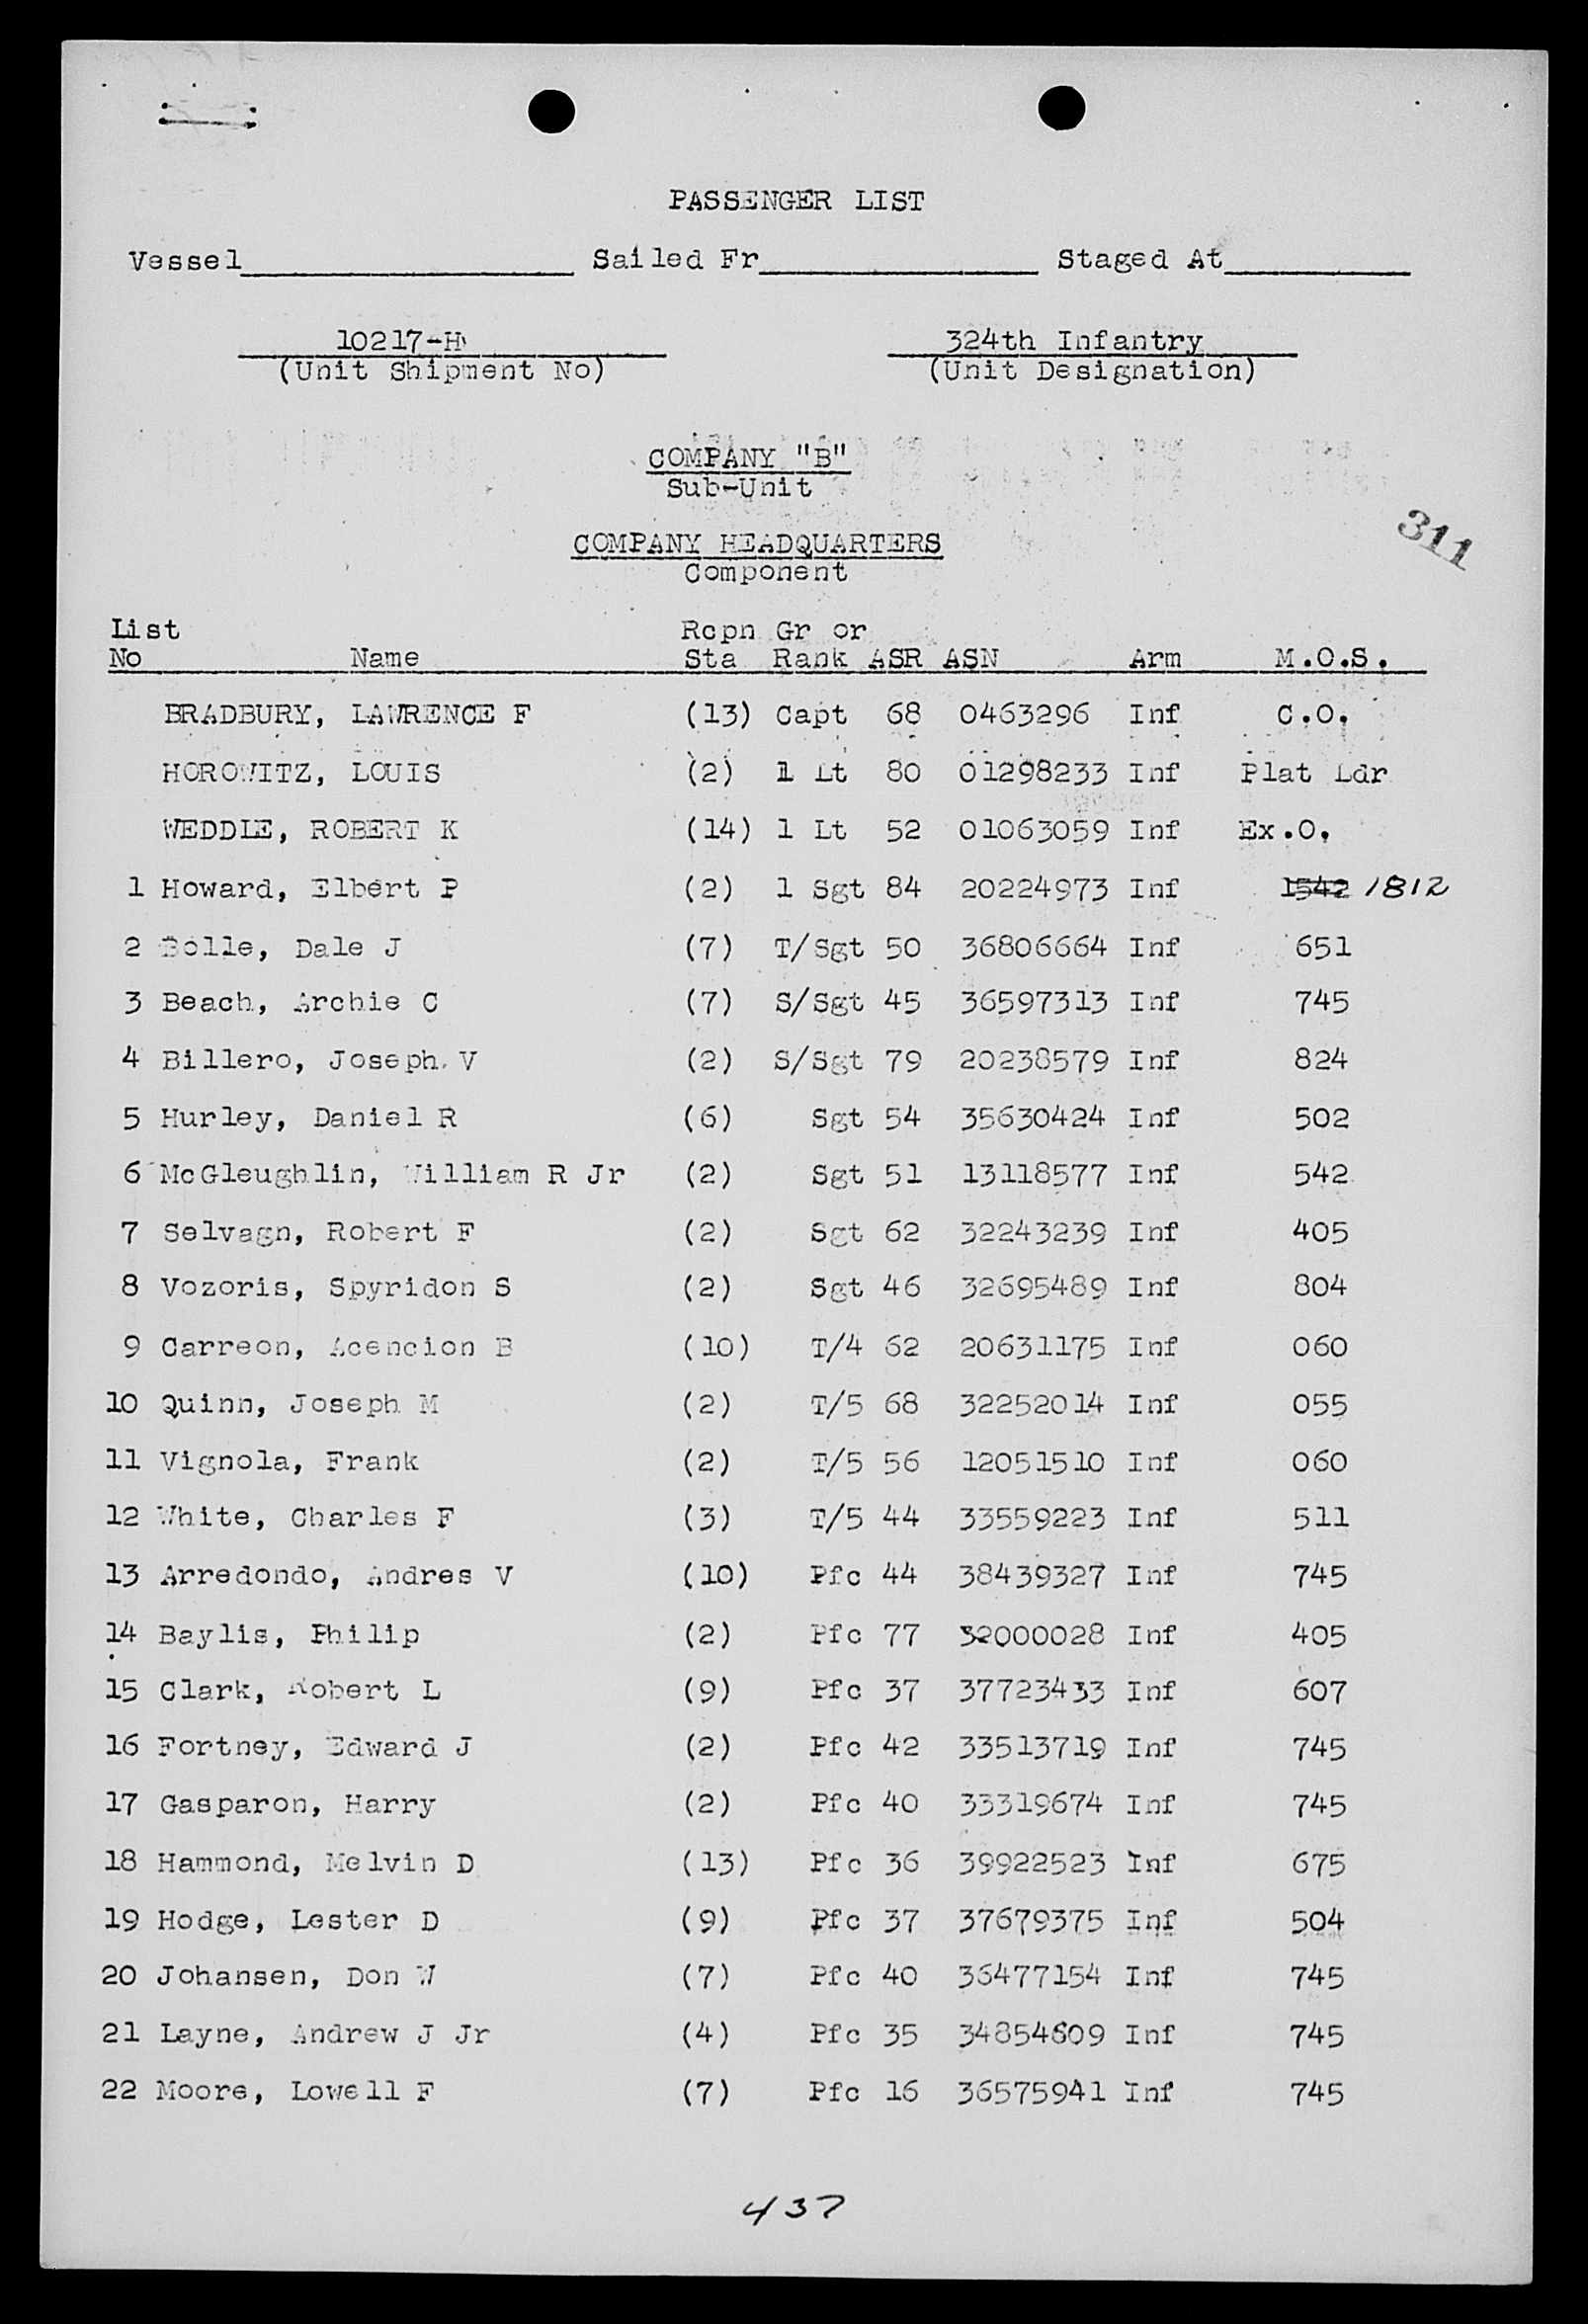 PASSENGER LIST
Vessel Sailed Fr Staged At
10217-H 324th Infantry
(Unit Shipment No) (Unit Designation)
COMPANY "B"
Sub-Unit
311
COMPANY HEADQUARTERS
Component
List Rcpn Gr or
No Name Sta Rank ASR ASN Arm M.O.S.
BRADBURY, LAWRENCE F (13) Capt 68 0463296 Inf C.O.
HOROWITZ, LOUIS (2) 1 Lt 80 01298233 Inf Plat Ldr
WEDDLE, ROBERT K (14) 1 Lt 52 01063059 Inf Ex.O.
1 Howard, Elbert P (2) 1 Sgt 84 20224973 Inf 1542 1812
2 Bolle, Dale J (7) T/Sgt 50 36806664 Inf 651
3 Beach, Archie C (7) S/Sgt 45 36597313 Inf 745
4 Billero, Joseph V (2) S/Sgt 79 20238579 Inf 824
5 Hurley, Daniel R (6) Sgt 54 35630424 Inf 502
6 McGleughlin, William R Jr (2) Sgt 51 13118577 Inf 542
7 Selvagn, Robert F (2) Sgt 62 32243239 Inf 405
8 Vozoris, Spyridon S (2) Sgt 46 32695489 Inf 804
9 Carreon, Acencion B (10) T/4 62 20631175 Inf 060
10 Quinn, Joseph M (2) T/5 68 32252014 Inf 055
11 Vignola, Frank (2) T/5 56 12051510 Inf 060
12 White, Charles F (3) T/5 44 33559223 Inf 511
13 Arredondo, Andres V (10) Pfc 44 38439327 Inf 745
14 Baylis, Philip (2) Pfc 77 32000028 Inf 405
15 Clark, Robert L (9) Pfc 37 37723433 Inf 607
16 Fortney, Edward J (2) Pfc 42 33513719 Inf 745
17 Gasparon, Harry (2) Pfc 40 33319674 Inf 745
18 Hammond, Melvin D (13) Pfc 36 39922523 Inf 675
19 Hodge, Lester D (9) Pfc 37 37679375 Inf 504
20 Johansen, Don W (7) Pfc 40 36477154 Inf 745
21 Layne, Andrew J Jr (4) Pfc 35 34854609 Inf 745
22 Moore, Lowell F (7) Pfc 16 36575941 Inf 745
437